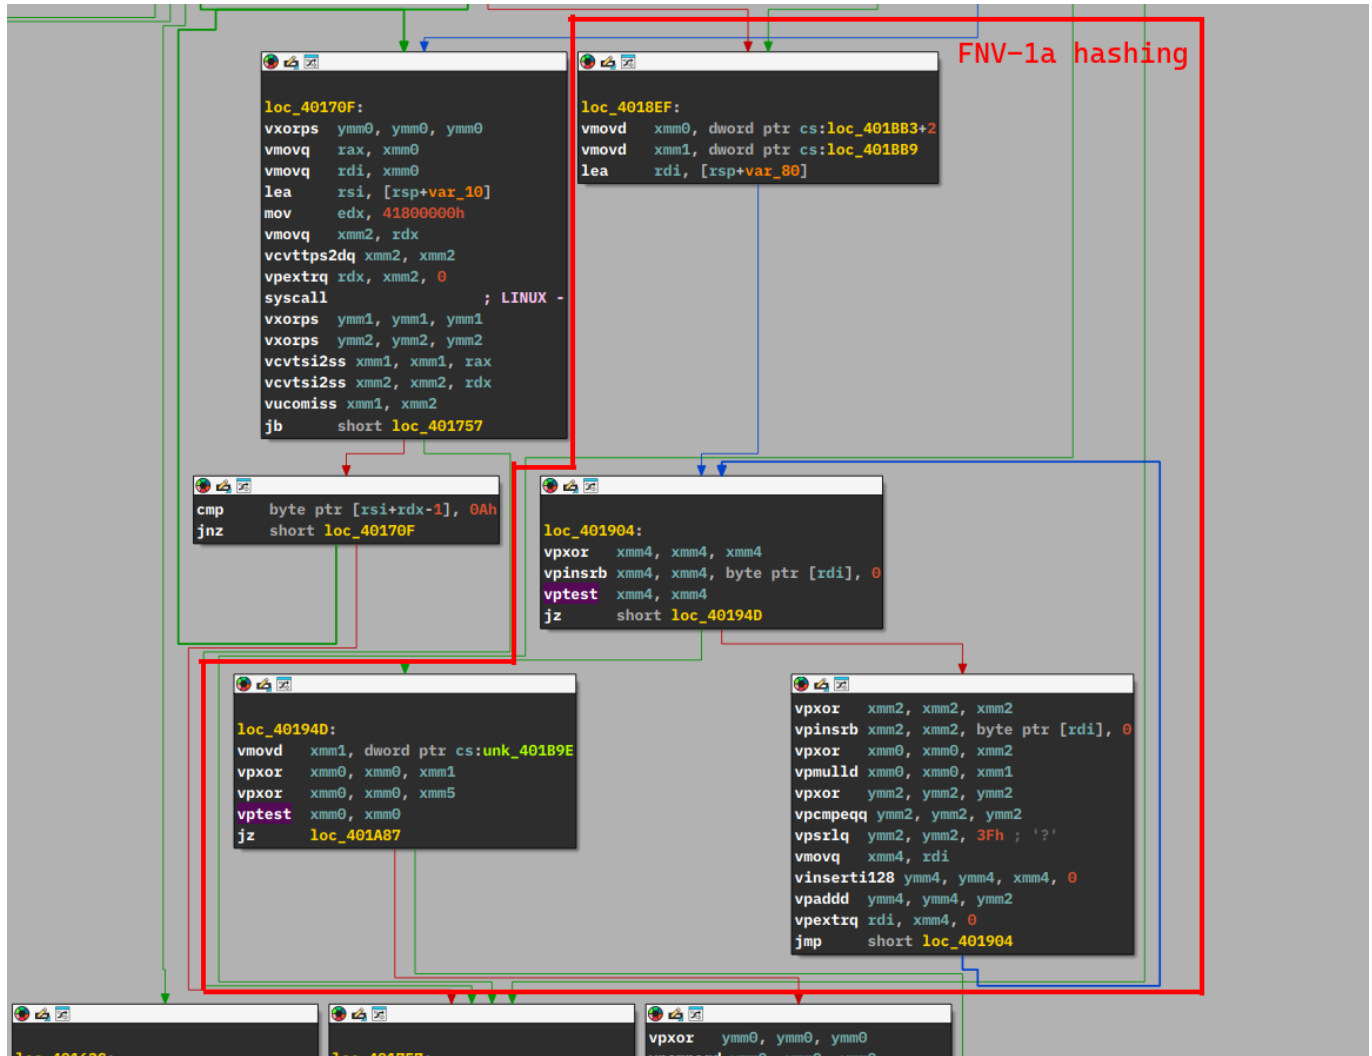 FNV-1a hashing
loc_40170F:
vxorps ymm0, ymm0, ymm0
vmovq rax, xmm0
vmovq rdi, xmm0
lea rsi, [rsp+var_10]
mov edx, 41800000h
vmovq xmm2, rdx
vcvttps2dq xmm2, xmm2
vpextrq rdx, xmm2, 0
syscall ; LINUX -
vxorps ymm1, ymm1, ymm1
vxorps ymm2, ymm2, ymm2
vcvtsi2ss xmm1, xmm1, rax
vcvtsi2ss xmm2, xmm2, rdx
vucomiss xmm1, xmm2
jb short loc_401757
loc_4018EF:
vmovd xmm0, dword ptr cs:loc_401BB3+2
vmovd xmm1, dword ptr cs:loc_401BB9
lea rdi, [rsp+var_80]
cmp byte ptr [rsi+rdx-1], 0Ah
jnz short loc_40170F
loc_401904:
vpxor xmm4, xmm4, xmm4
vpinsrb xmm4, xmm4, byte ptr [rdi], 0
vptest xmm4, xmm4
jz short loc_40194D
loc_40194D:
vmovd xmm1, dword ptr cs:unk_401B9E
vpxor xmm0, xmm0, xmm1
vpxor xmm0, xmm0, xmm5
vptest xmm0, xmm0
jz loc_401A87
vpxor xmm2, xmm2, xmm2
vpinsrb xmm2, xmm2, byte ptr [rdi], 0
vpxor xmm0, xmm0, xmm2
vpmulld xmm0, xmm0, xmm1
vpxor ymm2, ymm2, ymm2
vpcmpeqq ymm2, ymm2, ymm2
vpsrlq ymm2, ymm2, 3Fh ; '?'
vmovq xmm4, rdi
vinserti128 ymm4, ymm4, xmm4, 0
vpaddd ymm4, ymm4, ymm2
vpextrq rdi, xmm4, 0
jmp short loc_401904
vpxor ymm0, ymm0, ymm0